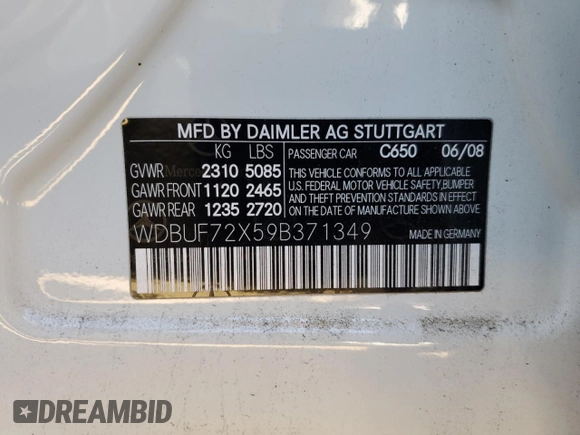 MFD BY DAIMLER AG STUTTGART
KG LBS PASSENGER CAR C650 06/08
GVWR 2310 5085
GAWR FRONT 1120 2465
GAWR REAR 1235 2720
THIS VEHICLE CONFORMS TO ALL APPLICABLE
U.S. FEDERAL MOTOR VEHICLE SAFETY, BUMPER
AND THEFT PREVENTION STANDARDS IN EFFECT
ON THE DATE OF MANUFACTURE SHOWN ABOVE.
WDBUF72X59B371349
MADE IN GERMANY
DREAMBID